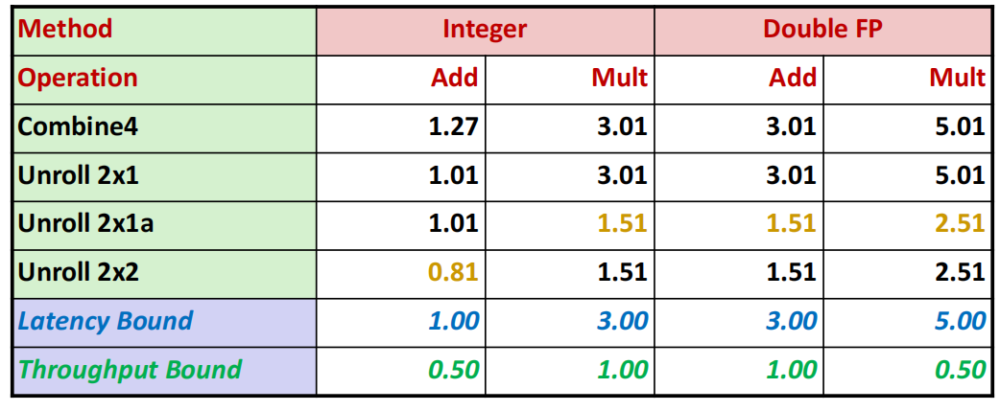 Method Integer Double FP
Operation Add Mult Add Mult
Combine4 1.27 3.01 3.01 5.01
Unroll 2x1 1.01 3.01 3.01 5.01
Unroll 2x1a 1.01 1.51 1.51 2.51
Unroll 2x2 0.81 1.51 1.51 2.51
Latency Bound 1.00 3.00 3.00 5.00
Throughput Bound 0.50 1.00 1.00 0.50